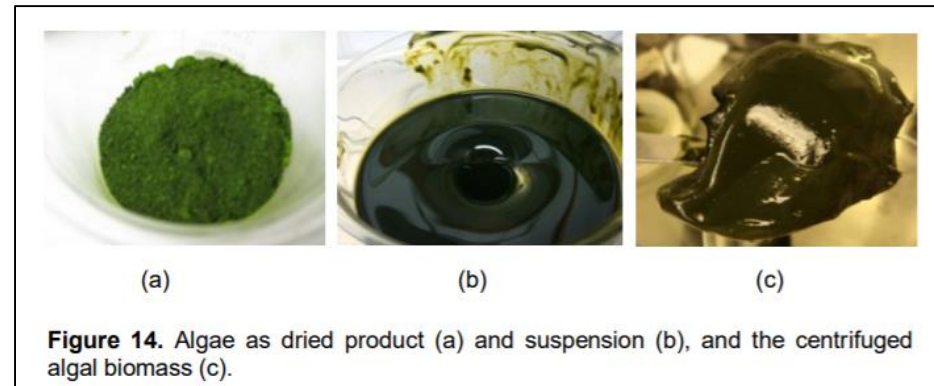 (a) (b) (c)
Figure 14. Algae as dried product (a) and suspension (b), and the centrifuged
algal biomass (c).